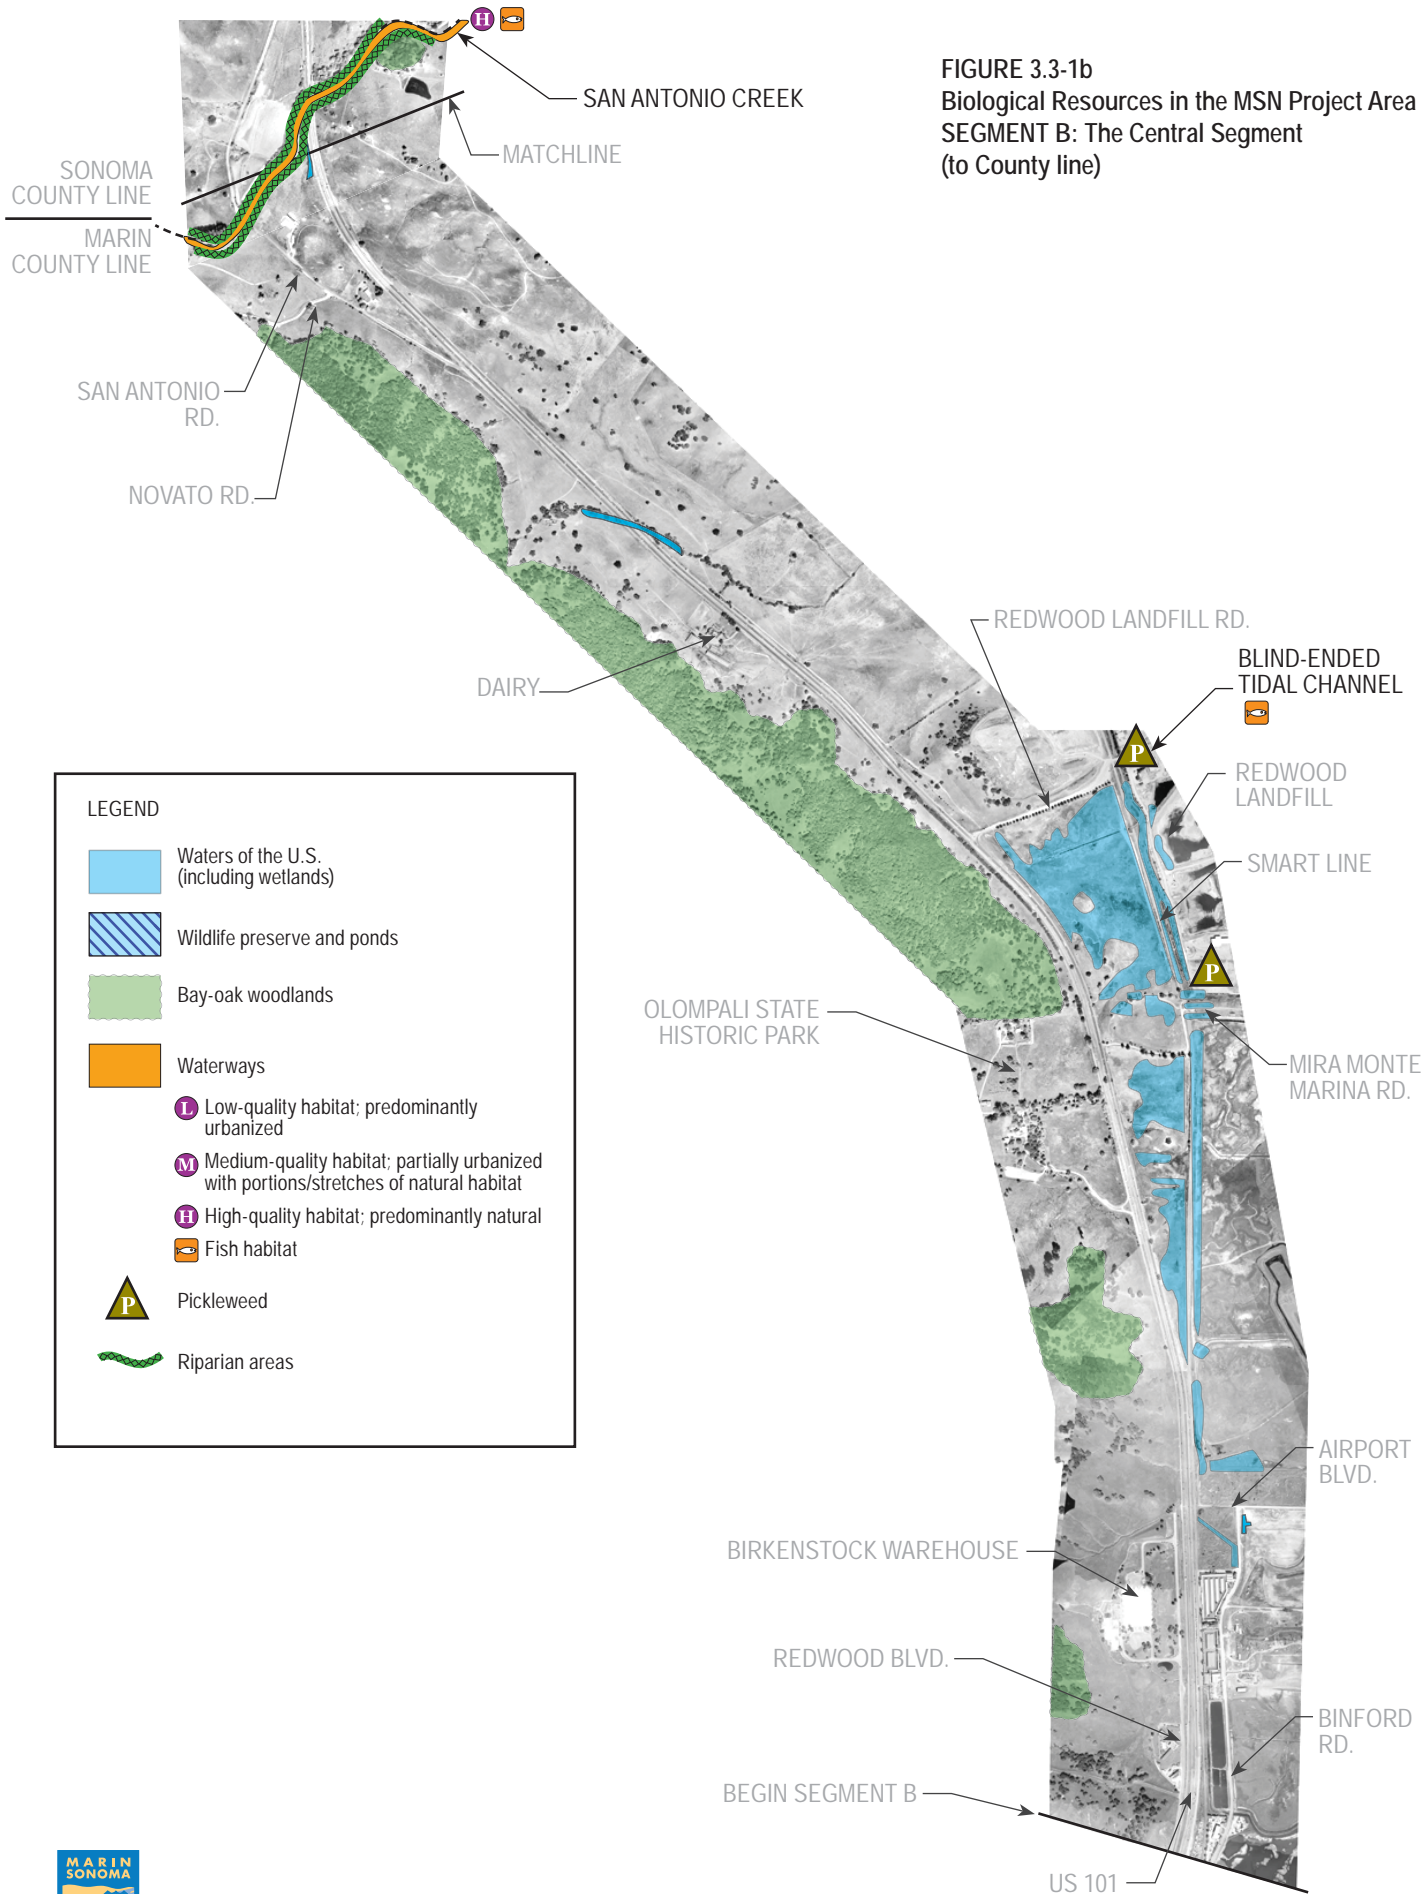 H
FIGURE 3.3-1b
Biological Resources in the MSN Project Area
SEGMENT B: The Central Segment
(to County line)
SAN ANTONIO CREEK
MATCHLINE
SONOMA
COUNTY LINE
MARIN
COUNTY LINE
SAN ANTONIO
RD.
NOVATO RD.
REDWOOD LANDFILL RD.
BLIND-ENDED
TIDAL CHANNEL
DAIRY
P
REDWOOD
LANDFILL
SMART LINE
P
OLOMPALI STATE
HISTORIC PARK
MIRA MONTE
MARINA RD.
LEGEND
Waters of the U.S.
(including wetlands)
Wildlife preserve and ponds
Bay-oak woodlands
Waterways
L Low-quality habitat; predominantly
urbanized
M Medium-quality habitat; partially urbanized
with portions/stretches of natural habitat
H High-quality habitat; predominantly natural
Fish habitat
P Pickleweed
Riparian areas
AIRPORT
BLVD.
BIRKENSTOCK WAREHOUSE
REDWOOD BLVD.
BINFORD
RD.
BEGIN SEGMENT B
US 101
MARIN
SONOMA